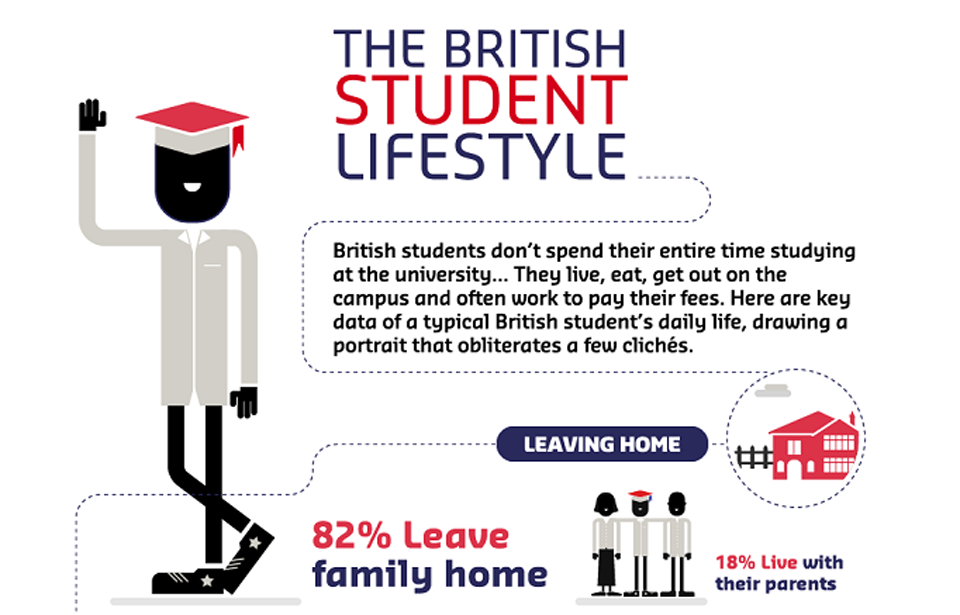 THE BRITISH
STUDENT
LIFESTYLE
British students don't spend their entire time studying
at the university... They live, eat, get out on the
campus and often work to pay their fees. Here are key
data of a typical British student's daily life, drawing a
portrait that obliterates a few clichés.
LEAVING HOME
82% Leave
family home
18% Live with
their parents